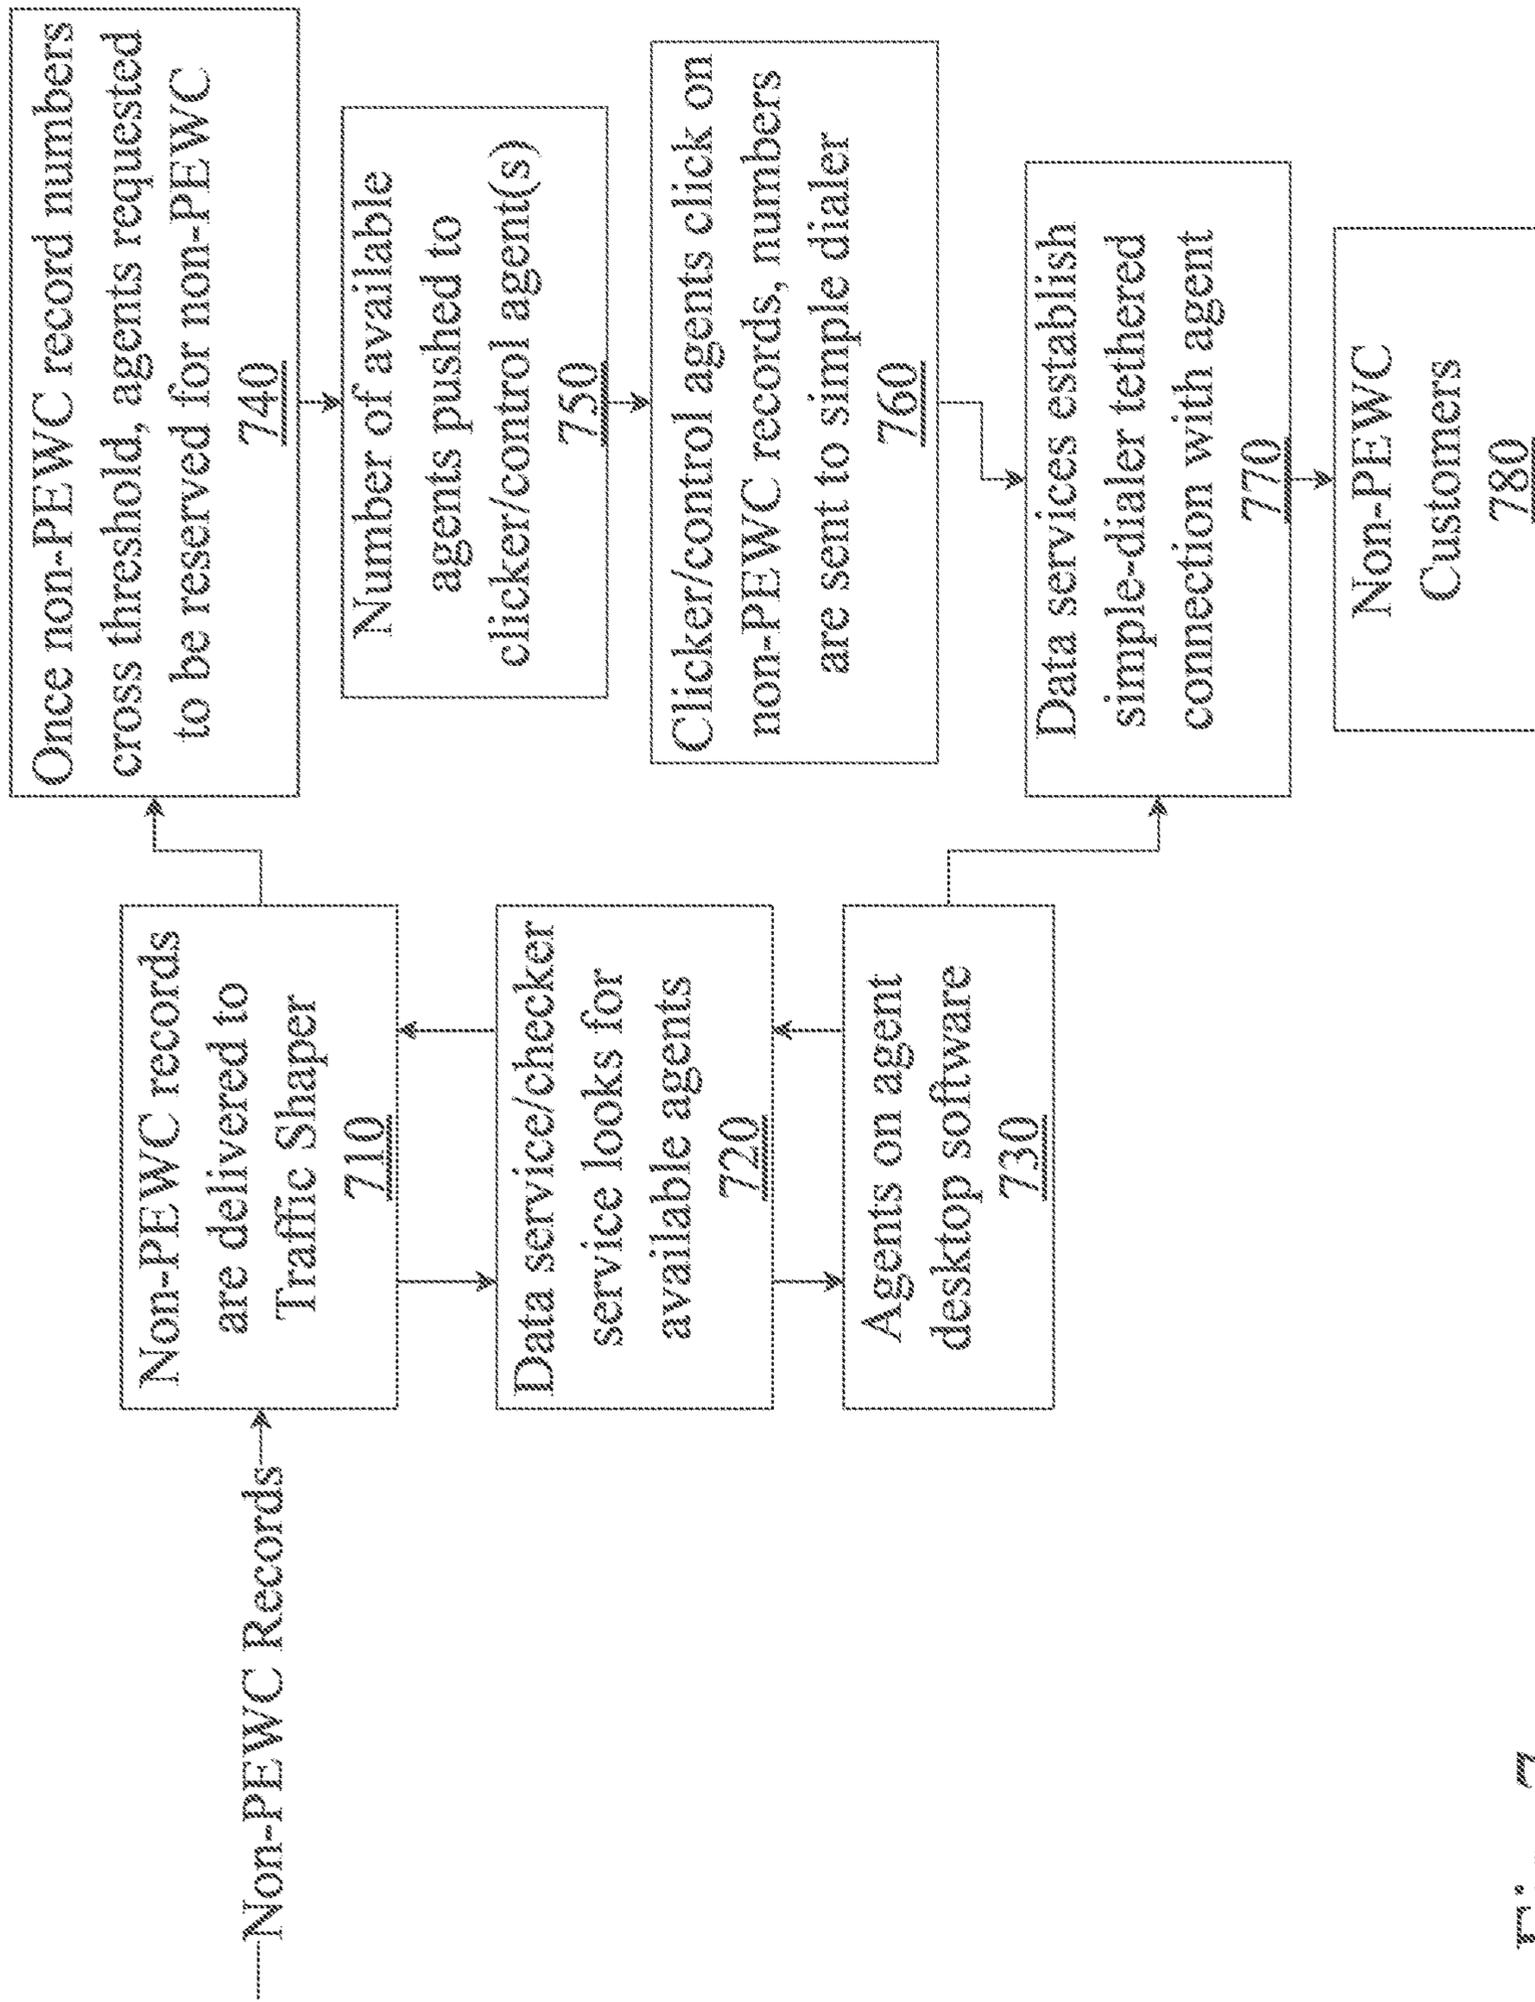 Non-PEWC Records
Non-PEWC records
are delivered to
Traffic Shaper
710
Data service/checker
service looks for
available agents
720
Agents on agent
desktop software
730
Once non-PEWC record numbers
cross threshold, agents requested
to be reserved for non-PEWC
740
Number of available
agents pushed to
clicker/control agent(s)
750
Clicker/control agents click on
non-PEWC records, numbers
are sent to simple dialer
760
Data services establish
simple-dialer tethered
connection with agent
770
Non-PEWC
Customers
780